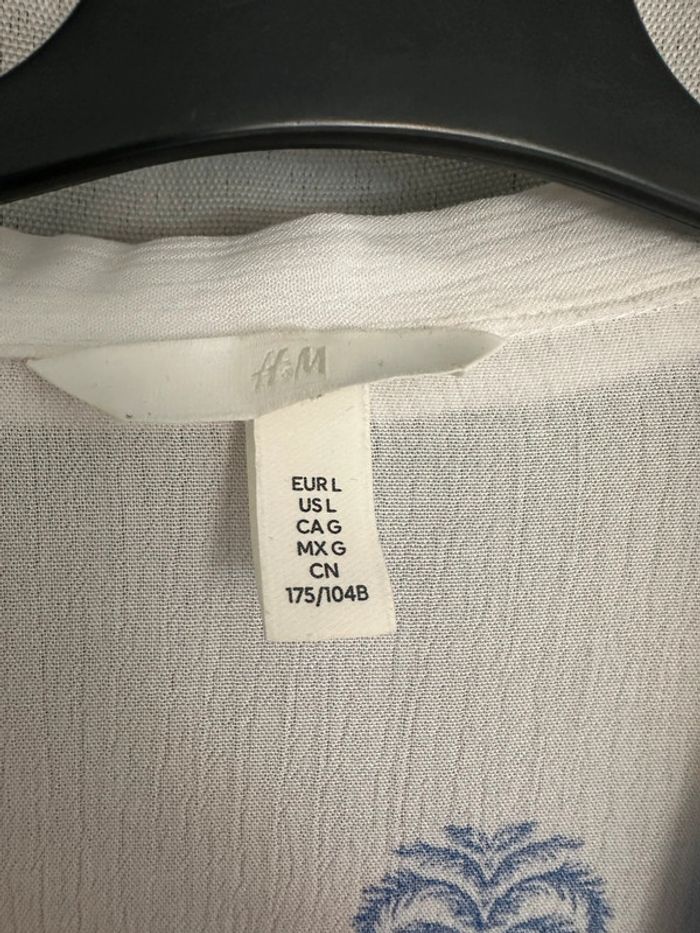 H&M
EUR L
US L
CA G
MX G
CN
175/104B